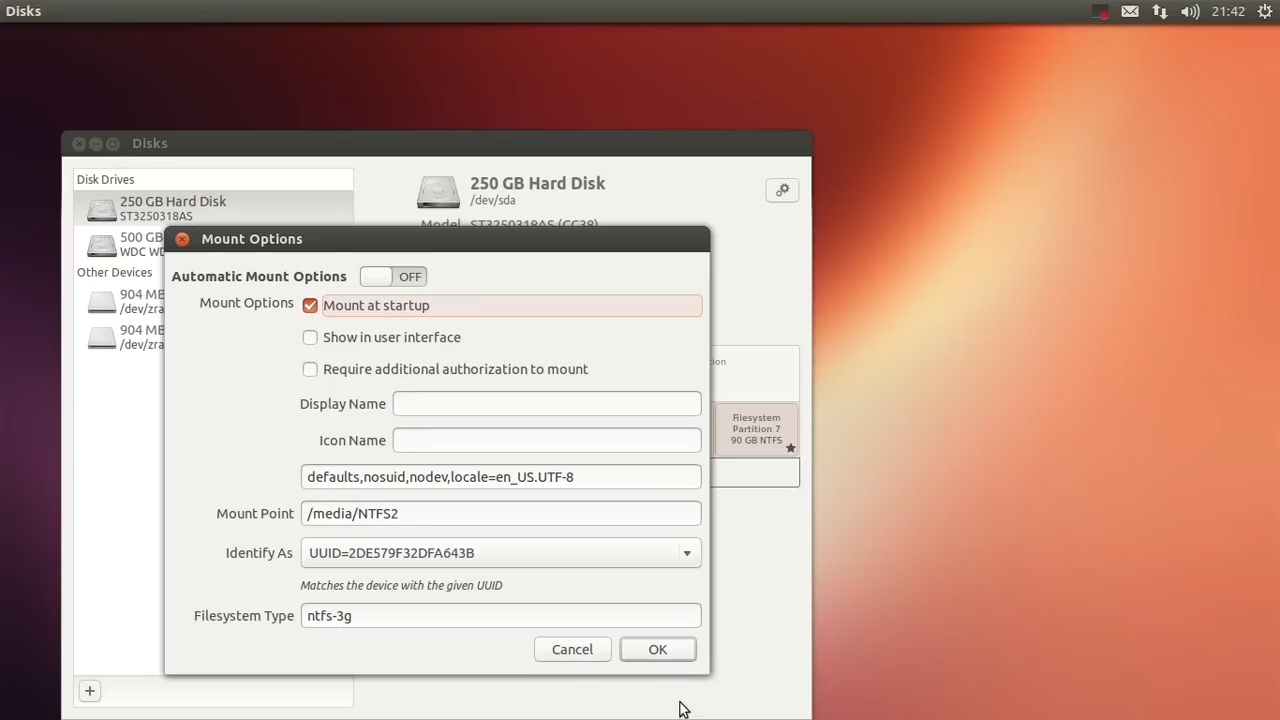 Disks
21:42
Disks
Disk Drives
250 GB Hard Disk
ST3250318AS
500 GB
WDC WD
Other Devices
904 MB
/dev/zra
904 MB
/dev/zra
250 GB Hard Disk
/dev/sda
Model ST3250318AS (CC38)
Mount Options
Automatic Mount Options OFF
Mount Options Mount at startup
Show in user interface
Require additional authorization to mount
Display Name
Icon Name
defaults,nosuid,nodev,locale=en_US.UTF-8
Mount Point /media/NTFS2
Identify As UUID=2DE579F32DFA643B
Matches the device with the given UUID
Filesystem Type ntfs-3g
Cancel OK
Filesystem
Partition 7
90 GB NTFS